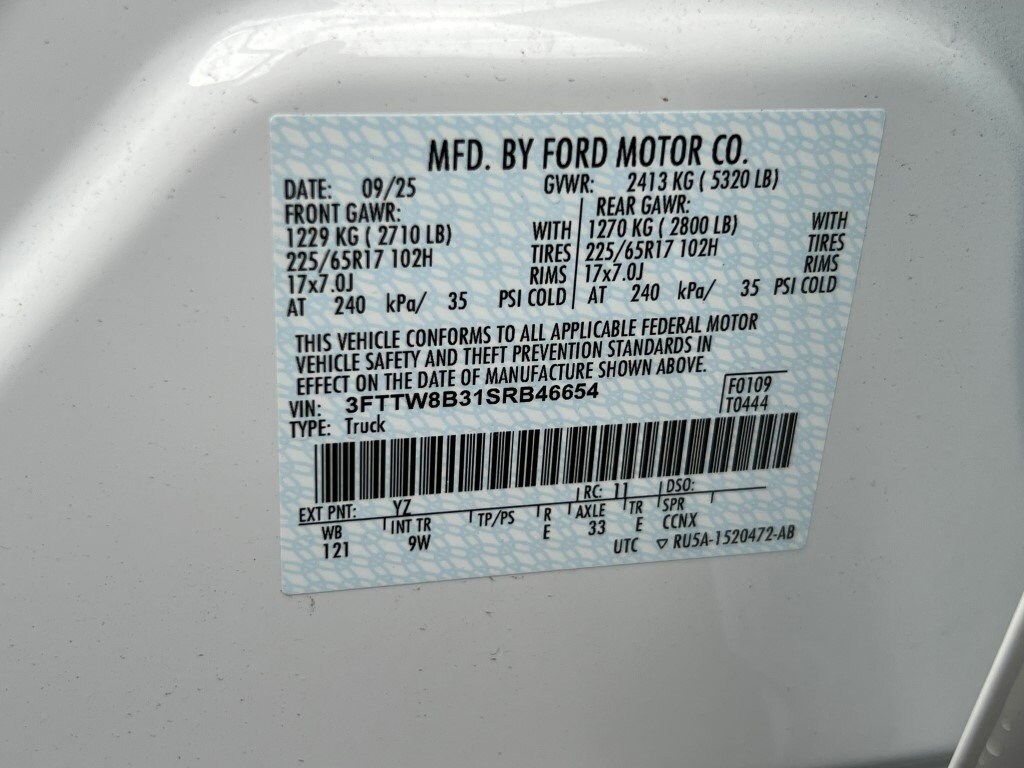 MFD. BY FORD MOTOR CO.
DATE: 09/25 GVWR: 2413 KG ( 5320 LB)
FRONT GAWR: REAR GAWR:
1229 KG ( 2710 LB) WITH 1270 KG ( 2800 LB) WITH
225/65R17 102H TIRES 225/65R17 102H TIRES
17x7.0J RIMS 17x7.0J RIMS
AT 240 kPa/ 35 PSI COLD AT 240 kPa/ 35 PSI COLD
THIS VEHICLE CONFORMS TO ALL APPLICABLE FEDERAL MOTOR
VEHICLE SAFETY AND THEFT PREVENTION STANDARDS IN
EFFECT ON THE DATE OF MANUFACTURE SHOWN ABOVE.
VIN: 3FTTW8B31SRB46654 F0109
TYPE: Truck T0444
EXT PNT: YZ RC: 11 DSO:
WB INT TR TP/PS R AXLE TR SPR
121 9W E 33 E CCNX
UTC ▽ RU5A-1520472-AB